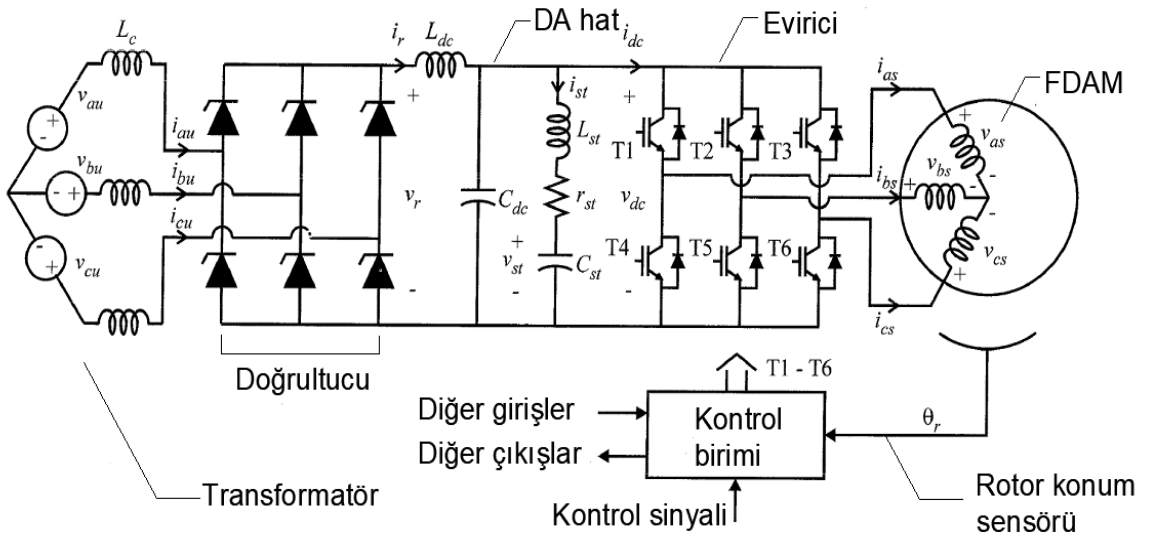 DA hat
Evirici
FDAM
L_c
i_r
L_dc
i_dc
i_as
v_au
i_au
v_bu
i_bu
v_cu
i_cu
+
-
v_r
C_dc
i_st
L_st
r_st
v_st
C_st
v_dc
T1
T2
T3
T4
T5
T6
v_as
i_bs
v_bs
v_cs
i_cs
Doğrultucu
T1 - T6
Diğer girişler
Diğer çıkışlar
Kontrol
birimi
θ_r
Transformatör
Kontrol sinyali
Rotor konum
sensörü